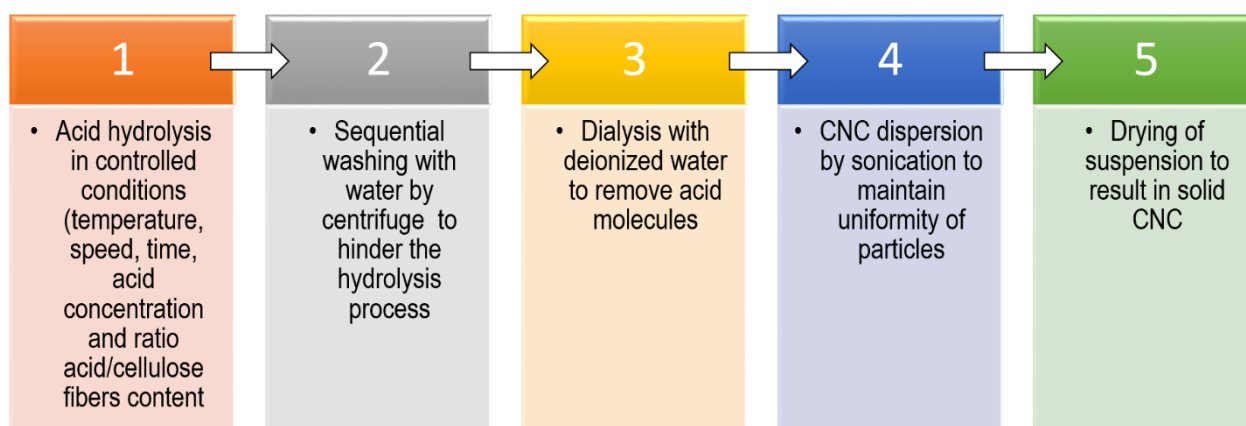 1
• Acid hydrolysis
in controlled
conditions
(temperature,
speed, time,
acid
concentration
and ratio
acid/cellulose
fibers content
2
• Sequential
washing with
water by
centrifuge to
hinder the
hydrolysis
process
3
• Dialysis with
deionized water
to remove acid
molecules
4
• CNC dispersion
by sonication to
maintain
uniformity of
particles
5
• Drying of
suspension to
result in solid
CNC